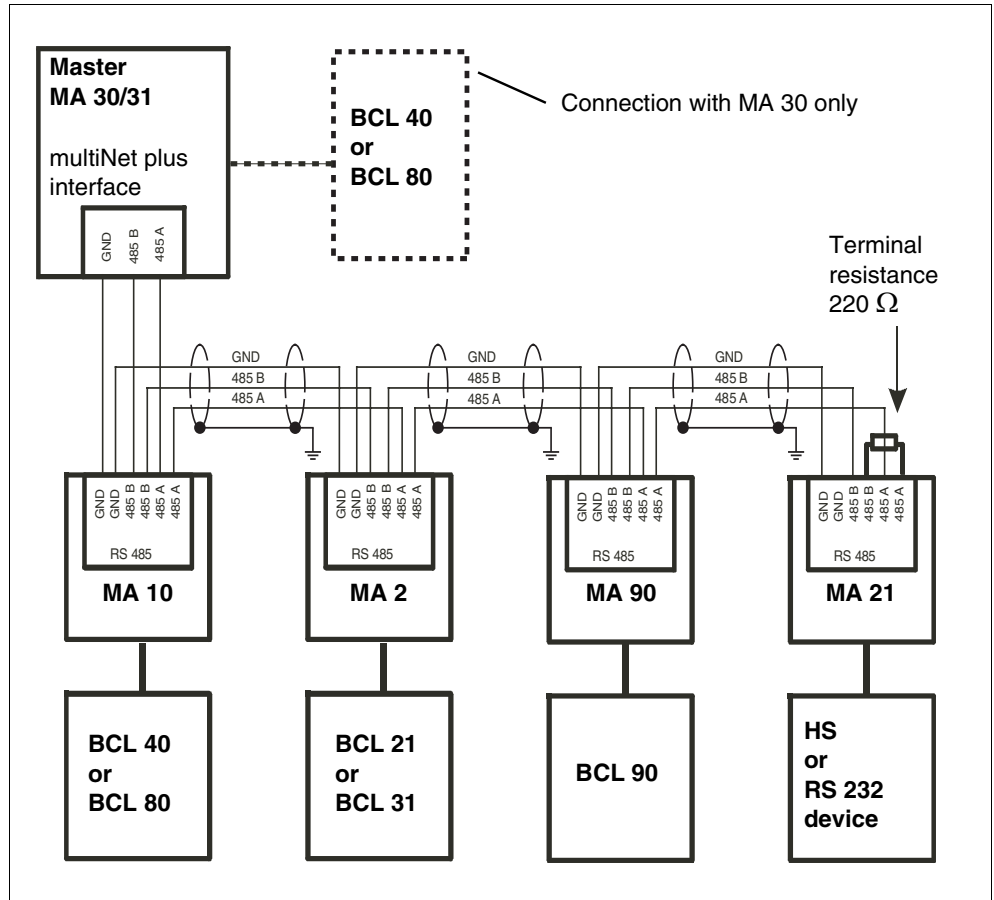 Master
MA 30/31
multiNet plus
interface
GND
485 B
485 A
BCL 40
or
BCL 80
Connection with MA 30 only
Terminal
resistance
220 Ω
GND
485 B
485 A
GND
485 B
485 A
GND
485 B
485 A
GND
GND
485 B
485 B
485 A
485 A
RS 485
MA 10
GND
GND
485 B
485 B
485 A
485 A
RS 485
MA 2
GND
GND
485 B
485 B
485 A
485 A
RS 485
MA 90
GND
GND
485 B
485 B
485 A
485 A
RS 485
MA 21
BCL 40
or
BCL 80
BCL 21
or
BCL 31
BCL 90
HS
or
RS 232
device